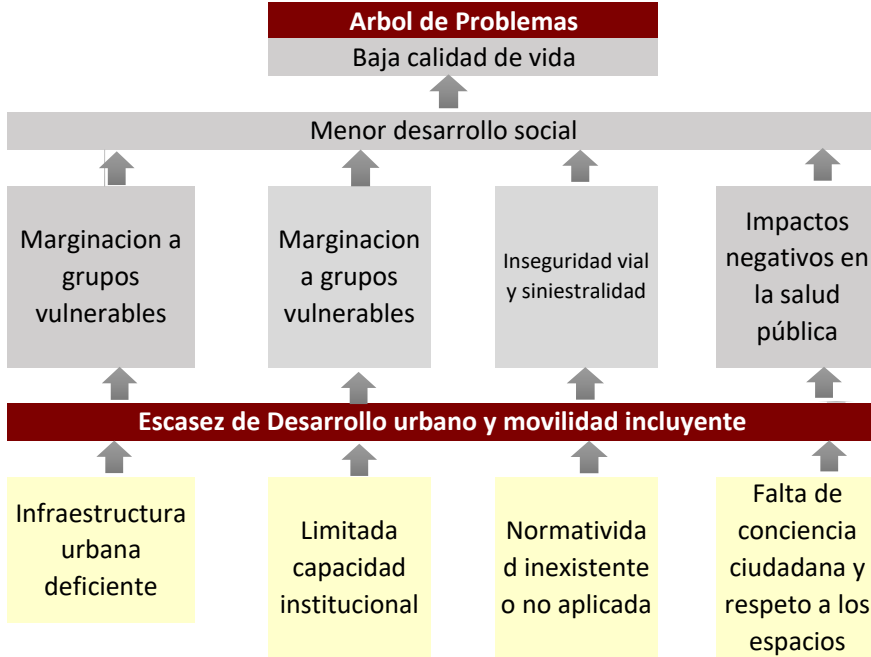 Arbol de Problemas
Baja calidad de vida
Menor desarrollo social
Marginacion a
grupos
vulnerables
Marginacion
a grupos
vulnerables
Inseguridad vial
y siniestralidad
Impactos
negativos en
la salud
pública
Escasez de Desarrollo urbano y movilidad incluyente
Infraestructura
urbana
deficiente
Limitada
capacidad
institucional
Normativida
d inexistente
o no aplicada
Falta de
conciencia
ciudadana y
respeto a los
espacios